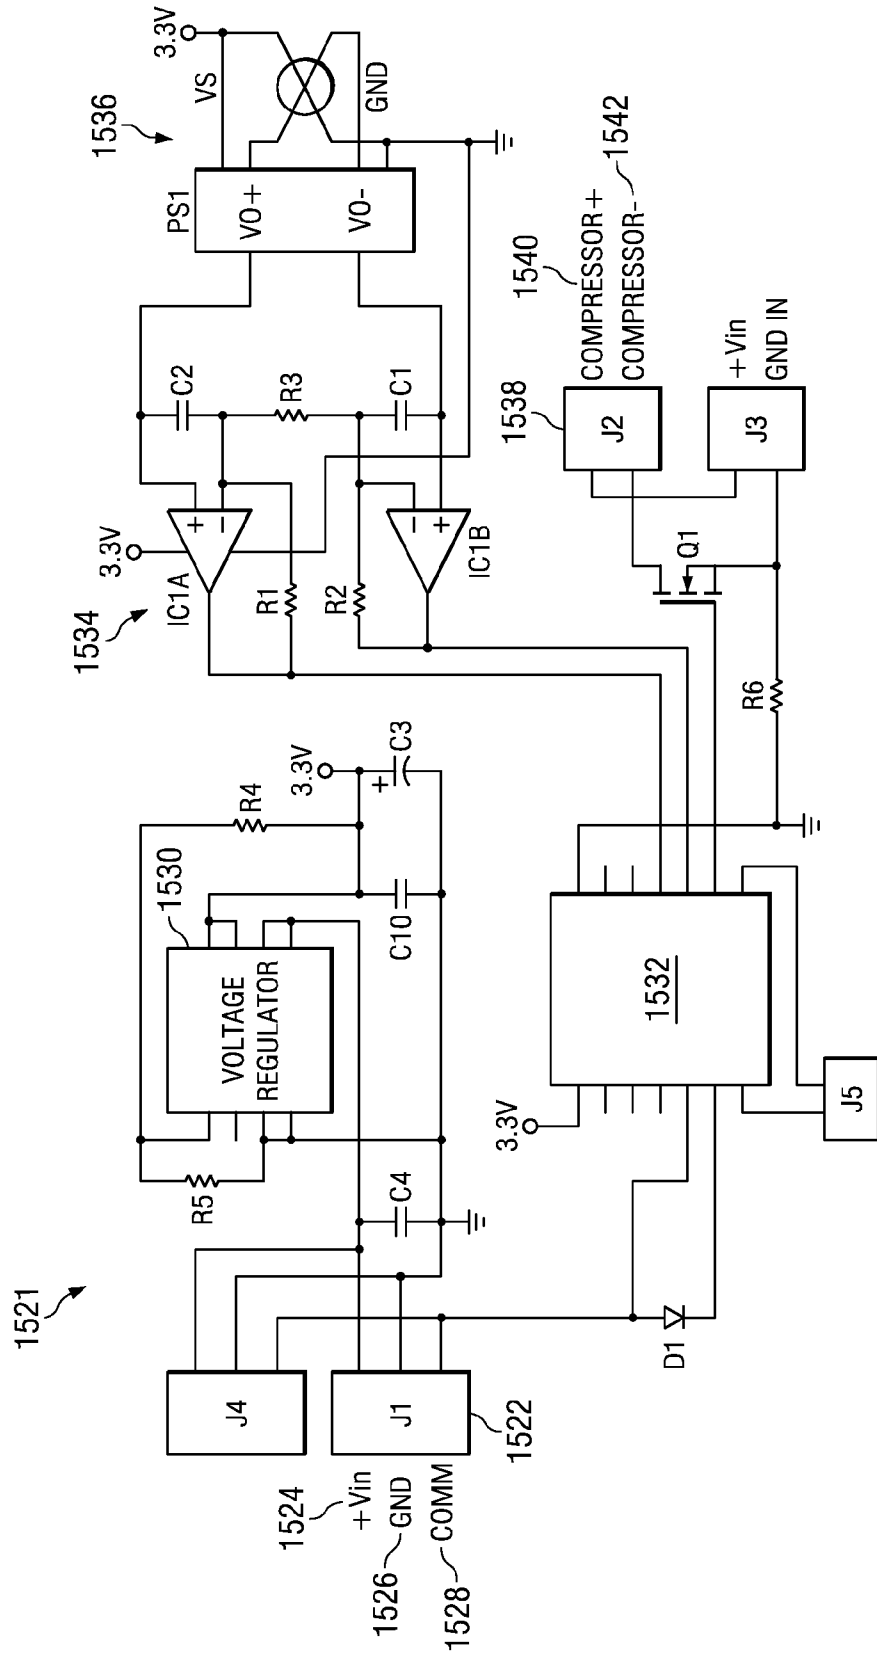 1521
1524
+Vin
1526
GND
1528
COMM
J4
J1
1522
R5
C4
VOLTAGE
REGULATOR
1530
C10
R4
3.3V
+
C3
1534
3.3V
IC1A
+
−
R1
R2
−
+
IC1B
C2
R3
C1
1536
PS1
VO+
VO-
3.3V
VS
GND
D1
3.3V
1532
J5
R6
Q1
1538
J2
1540
COMPRESSOR+
COMPRESSOR-
1542
J3
+Vin
GND IN